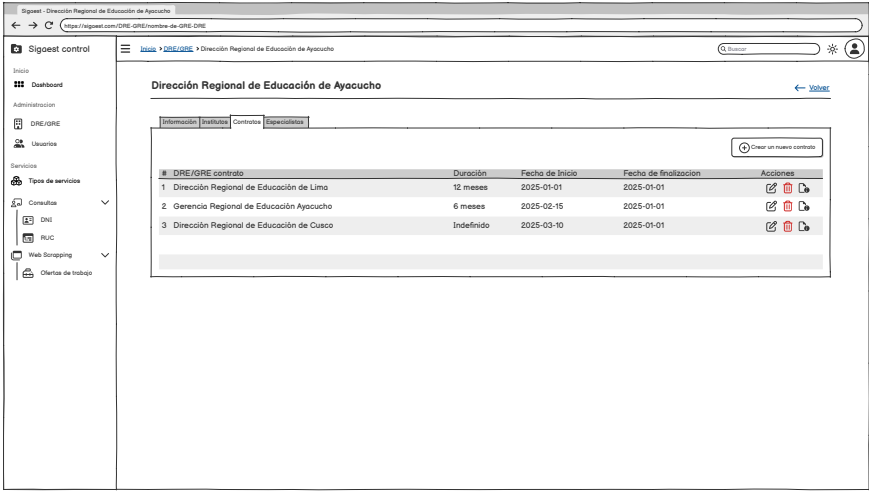 Sigaest - Dirección Regional de Educación de Ayacucho
https://sigaest.com/DRE-GRE/nombre-de-GRE-DRE
Sigaest control
Inicio > DRE/GRE > Dirección Regional de Educación de Ayacucho
Buscar
Inicio
Dashboard
Administracion
DRE/GRE
Usuarios
Servicios
Tipos de servicios
Consultas
DNI
RUC
Web Scrapping
Ofertas de trabajo
Dirección Regional de Educación de Ayacucho
Volver
Información Institutos Contratos Especialistas
Crear un nuevo contrato
# DRE/GRE contrato Duración Fecha de Inicio Fecha de finalizacion Acciones
1 Dirección Regional de Educación de Lima 12 meses 2025-01-01 2025-01-01
2 Gerencia Regional de Educación Ayacucho 6 meses 2025-02-15 2025-01-01
3 Dirección Regional de Educación de Cusco Indefinido 2025-03-10 2025-01-01